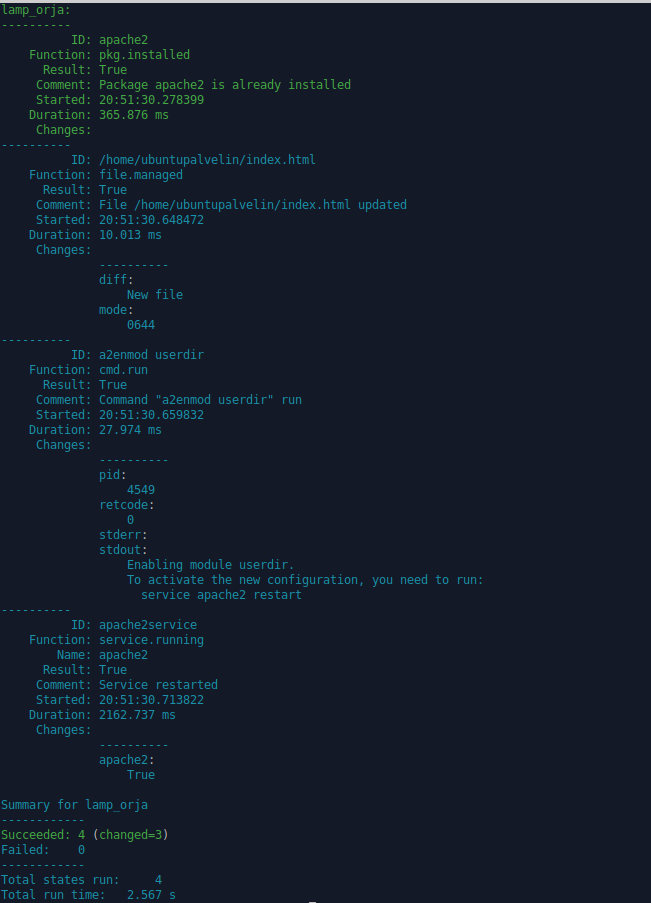 lamp_orja:
----------
          ID: apache2
    Function: pkg.installed
      Result: True
     Comment: Package apache2 is already installed
     Started: 20:51:30.278399
    Duration: 365.876 ms
     Changes:
----------
          ID: /home/ubuntupalvelin/index.html
    Function: file.managed
      Result: True
     Comment: File /home/ubuntupalvelin/index.html updated
     Started: 20:51:30.648472
    Duration: 10.013 ms
     Changes:
              ----------
              diff:
                  New file
              mode:
                  0644
----------
          ID: a2enmod userdir
    Function: cmd.run
      Result: True
     Comment: Command "a2enmod userdir" run
     Started: 20:51:30.659832
    Duration: 27.974 ms
     Changes:
              ----------
              pid:
                  4549
              retcode:
                  0
              stderr:
              stdout:
                  Enabling module userdir.
                  To activate the new configuration, you need to run:
                    service apache2 restart
----------
          ID: apache2service
    Function: service.running
        Name: apache2
      Result: True
     Comment: Service restarted
     Started: 20:51:30.713822
    Duration: 2162.737 ms
     Changes:
              ----------
              apache2:
                  True

Summary for lamp_orja
------------
Succeeded: 4 (changed=3)
Failed:    0
------------
Total states run:     4
Total run time:   2.567 s